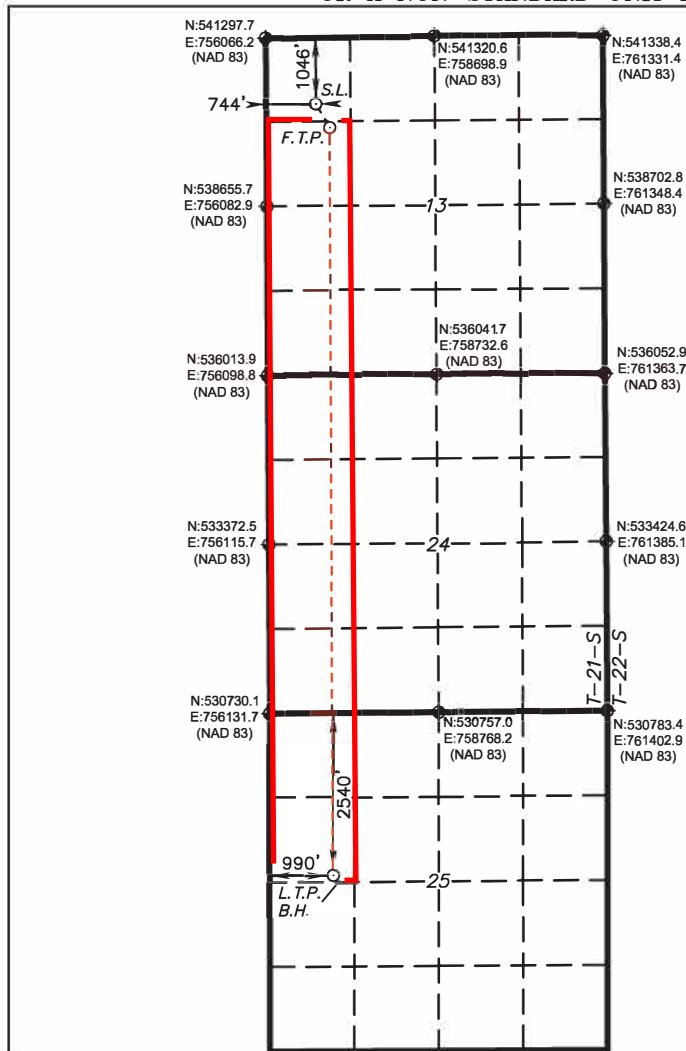 N:541297.7
E:756066.2
(NAD 83)
N:541320.6
E:758698.9
(NAD 83)
N:541338.4
E:761331.4
(NAD 83)
1046'
744'
S.L.
F.T.P.
N:538655.7
E:756082.9
(NAD 83)
13
N:538702.8
E:761348.4
(NAD 83)
N:536013.9
E:756098.8
(NAD 83)
N:536041.7
E:758732.6
(NAD 83)
N:536052.9
E:761363.7
(NAD 83)
N:533372.5
E:756115.7
(NAD 83)
24
N:533424.6
E:761385.1
(NAD 83)
T-21-S
T-22-S
N:530730.1
E:756131.7
(NAD 83)
N:530757.0
E:758768.2
(NAD 83)
N:530783.4
E:761402.9
(NAD 83)
2540'
990'
25
L.T.P.
B.H.